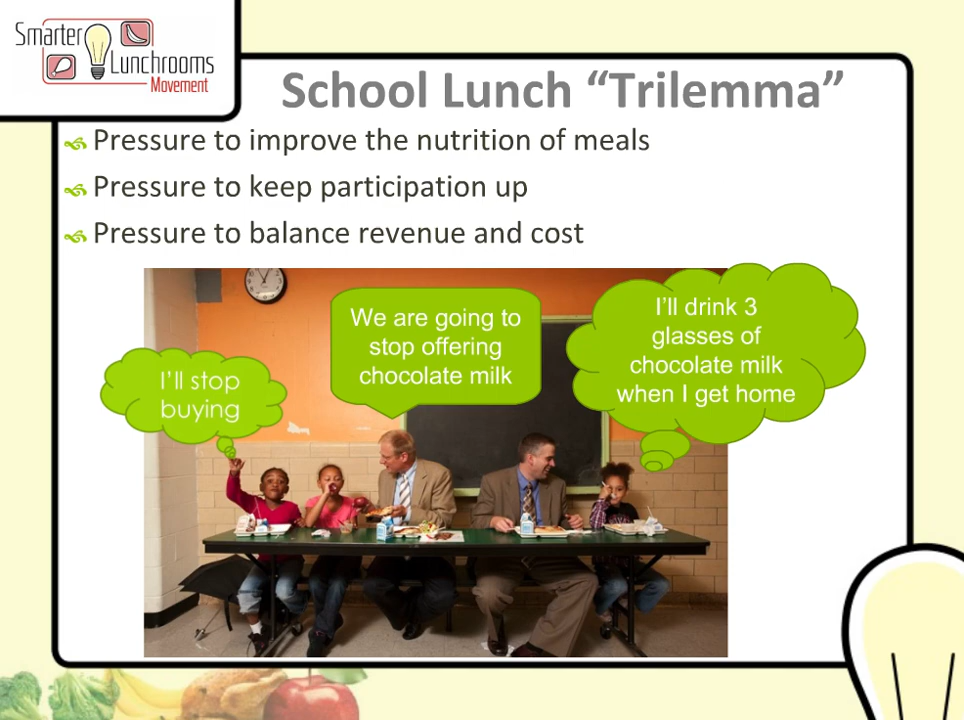 Smarter
Lunchrooms
Movement
School Lunch “Trilemma”
Pressure to improve the nutrition of meals
Pressure to keep participation up
Pressure to balance revenue and cost
I’ll stop
buying
We are going to
stop offering
chocolate milk
I’ll drink 3
glasses of
chocolate milk
when I get home